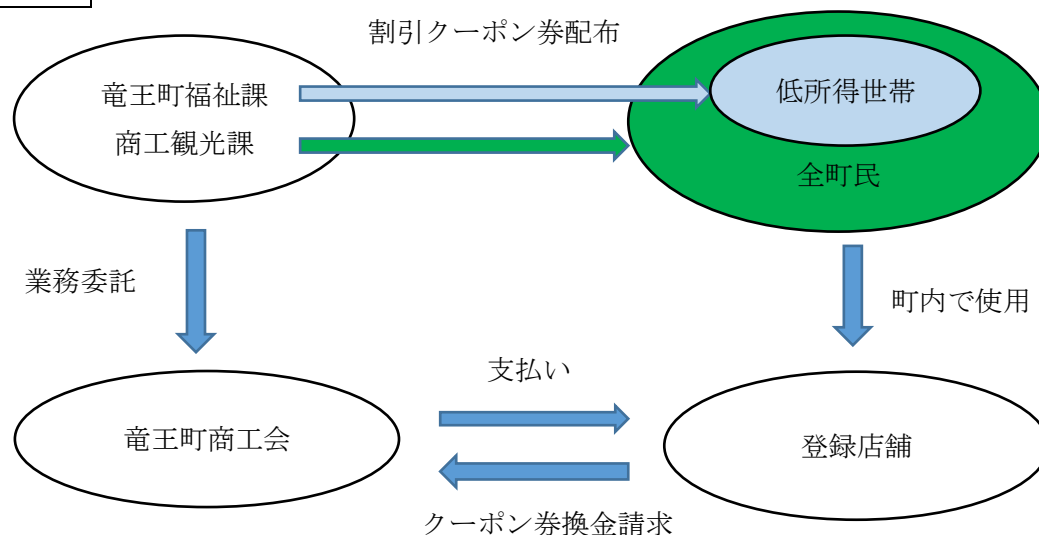 割引クーポン券配布
竜王町福祉課
商工観光課
低所得世帯
全町民
業務委託
町内で使用
支払い
竜王町商工会
登録店舗
クーポン券換金請求